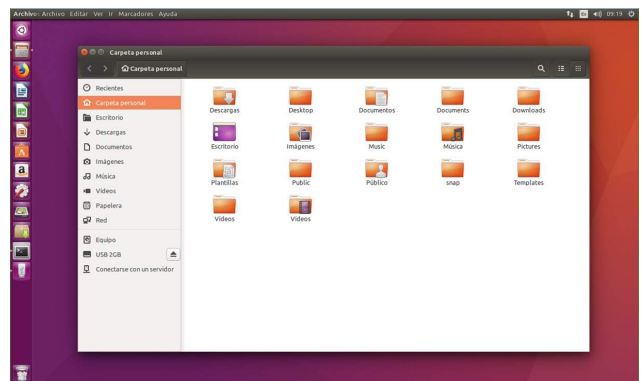 Archivos Archivo Editar Ver Ir Marcadores Ayuda
Es 09:19
Carpeta personal
Carpeta personal
Recientes
Carpeta personal
Escritorio
Descargas
Documentos
Imágenes
Música
Vídeos
Papelera
Red
Equipo
USB 2GB
Conectarse con un servidor
Descargas Desktop Documentos Documents Downloads
Escritorio Imágenes Music Música Pictures
Plantillas Public Público snap Templates
Videos Vídeos